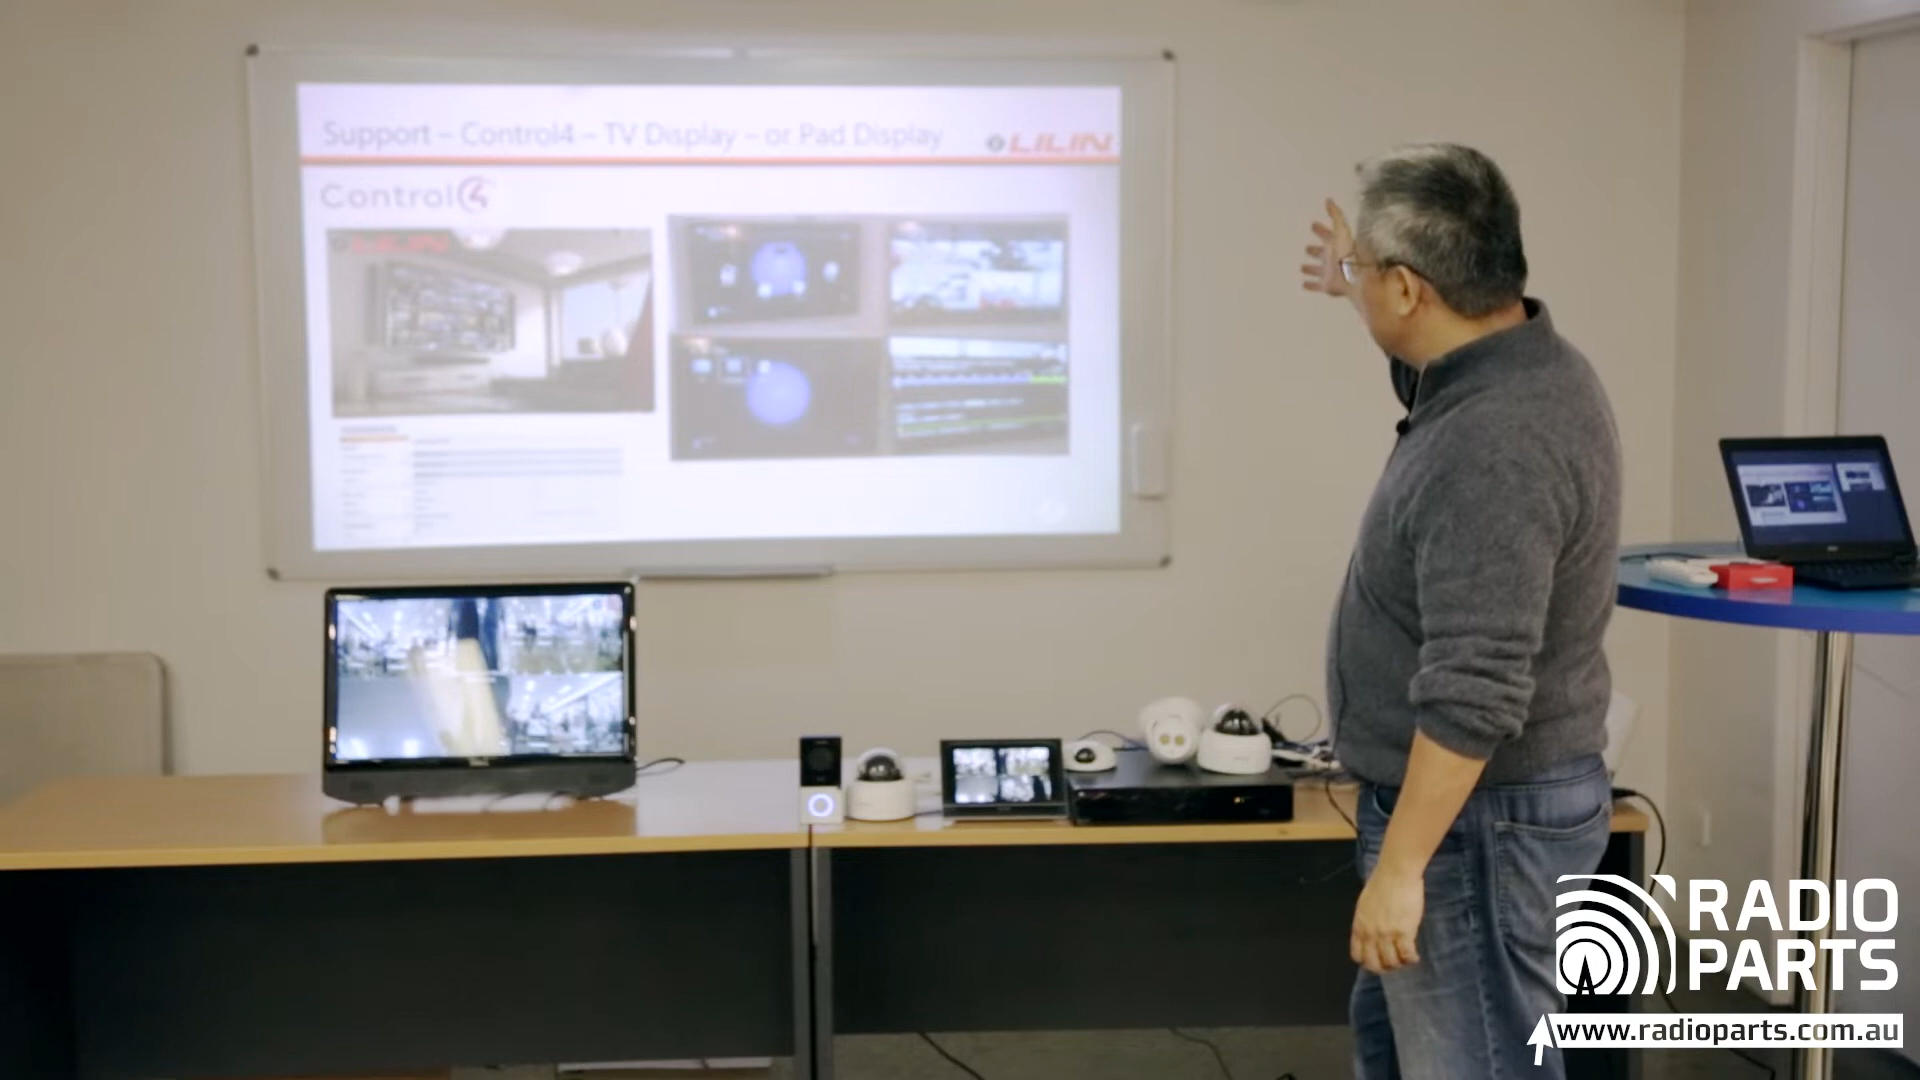 Support – Control4 – TV Display – or Pad Display
LILIN
Control4
LILIN
RADIO
PARTS
www.radioparts.com.au